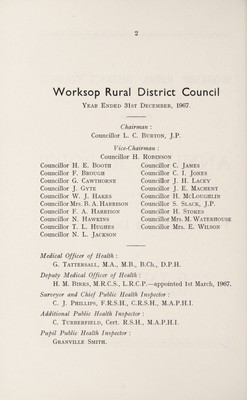 2
Worksop Rural District Council
YEAR ENDED 31ST DECEMBER, 1967.
Chairman :
Councillor L. C. BURTON, J.P.
Vice-Chairman :
Councillor H. ROBINSON
Councillor H. E. BOOTH
Councillor F. BROUGH
Councillor G. CAWTHORNE
Councillor J. GYTE
Councillor W. J. HAKES
Councillor Mrs. B. A. HARRISON
Councillor F. A. HARRISON
Councillor N. HAWKINS
Councillor T. L. HUGHES
Councillor N. L. JACKSON
Councillor C. JAMES
Councillor C. I. JONES
Councillor J. H. LACEY
Councillor J. E. MACHENT
Councillor H. MCLOUGHLIN
Councillor S. SLACK, J.P.
Councillor H. STOKES
Councillor Mrs. M. WATERHOUSE
Councillor Mrs. E. WILSON
Medical Officer of Health :
G. TATTERSALL, M.A., M.B., B.Ch., D.P.H.
Deputy Medical Officer of Health :
H. M. BIRKS, M.R.C.S., L.R.C.P.—appointed 1st March, 1967.
Surveyor and Chief Public Health Inspector :
C. J. PHILLIPS, F.R.S.H., C.R.S.H., M.A.P.H.I.
Additional Public Health Inspector :
C. TURBERFIELD, Cert. R.S.H., M.A.P.H.I.
Pupil Public Health Inspector :
GRANVILLE SMITH.